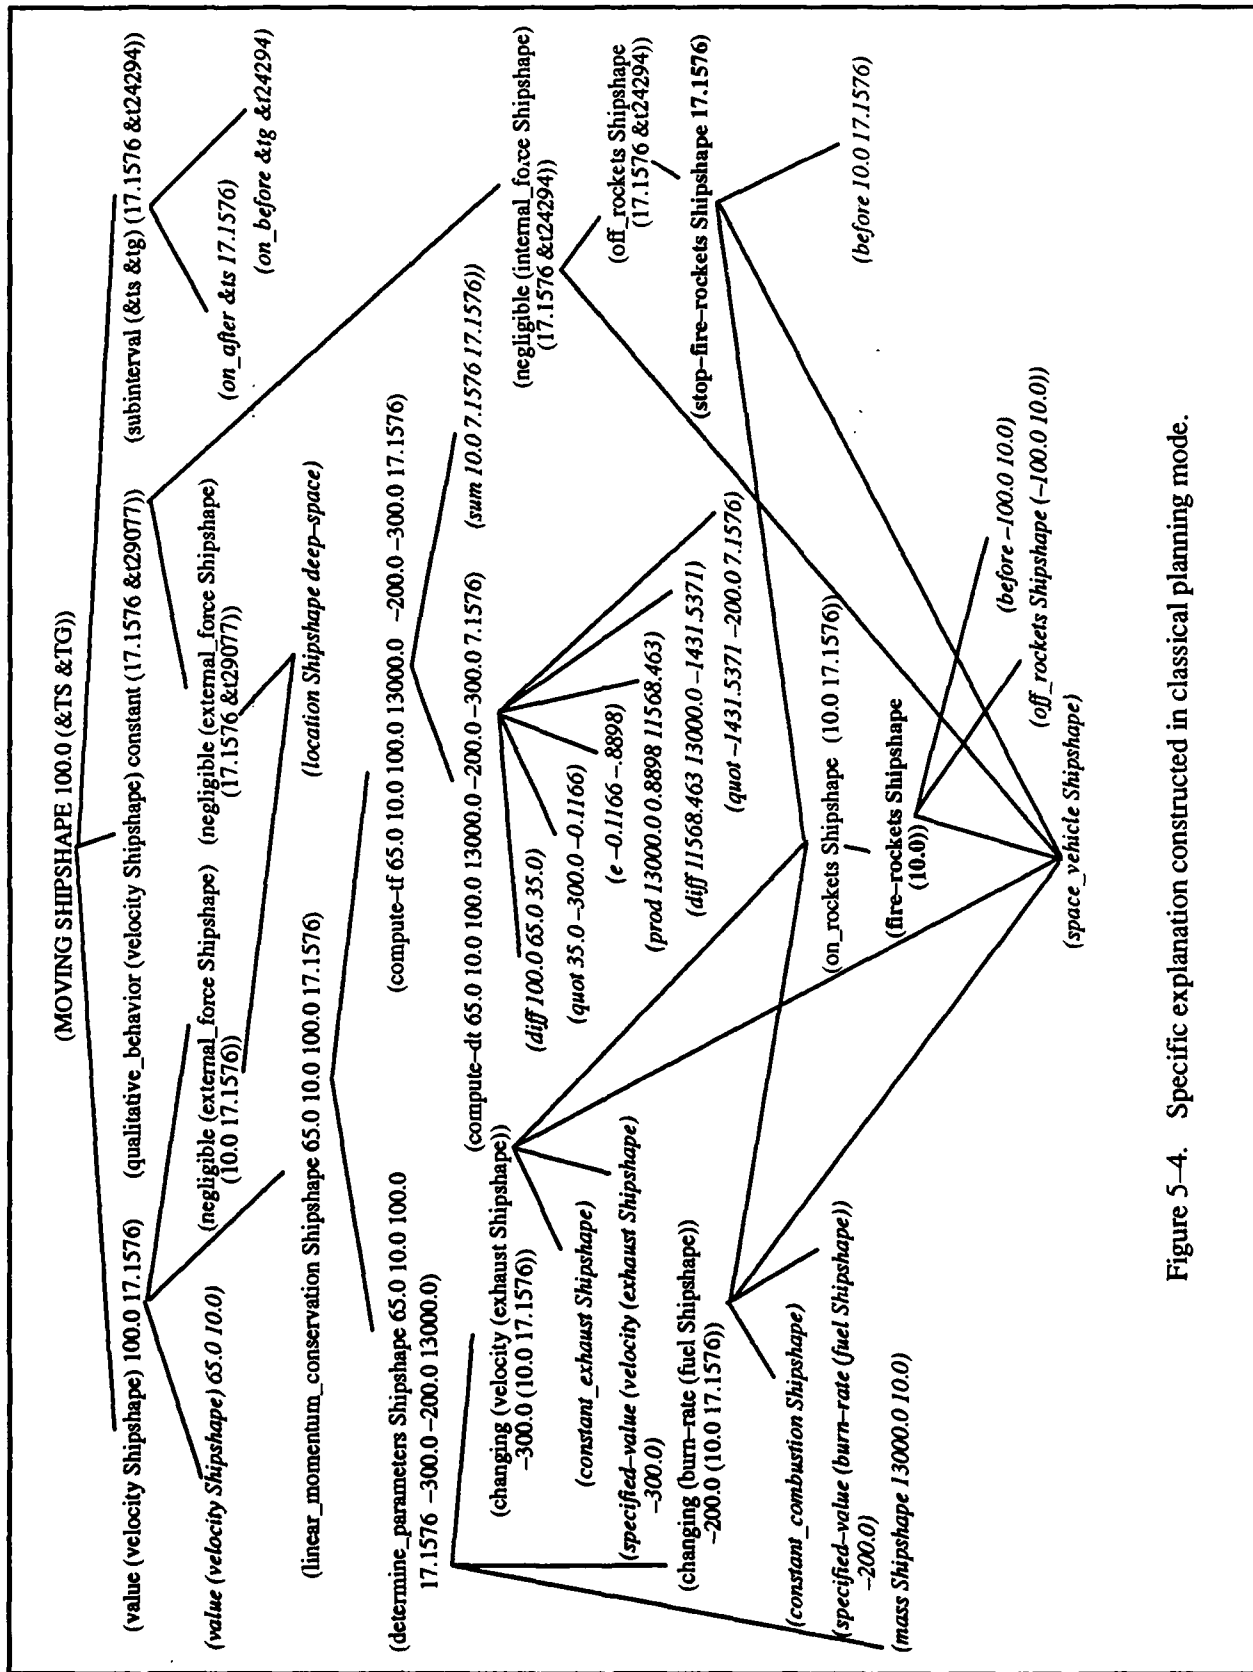 (MOVING SHIPSHAPE 100.0 (&TS &TG))
(value (velocity Shipshape) 100.0 17.1576)
(qualitative_behavior (velocity Shipshape) constant (17.1576 &t29077))
(subinterval (&ts &tg) (17.1576 &t24294))
(value (velocity Shipshape) 65.0 10.0)
(negligible (external_force Shipshape)
(10.0 17.1576))
(negligible (external_force Shipshape)
(17.1576 &t29077))
(on_after &ts 17.1576)
(on_before &tg &t24294)
(linear_momentum_conservation Shipshape 65.0 10.0 100.0 17.1576)
(location Shipshape deep–space)
(determine_parameters Shipshape 65.0 10.0 100.0
17.1576 –300.0 –200.0 13000.0)
(compute–tf 65.0 10.0 100.0 13000.0 –200.0 –300.0 17.1576)
(compute–dt 65.0 10.0 100.0 13000.0 –200.0 –300.0 7.1576)
(sum 10.0 7.1576 17.1576))
(negligible (internal_force Shipshape)
(17.1576 &t24294))
(changing (velocity (exhaust Shipshape))
–300.0 (10.0 17.1576))
(diff 100.0 65.0 35.0)
(quot 35.0 –300.0 –0.1166)
(e –0.1166 –.8898)
(prod 13000.0 0.8898 11568.463)
(diff 11568.463 13000.0 –1431.5371)
(quot –1431.5371 –200.0 7.1576)
(off_rockets Shipshape
(17.1576 &t24294))
(constant_exhaust Shipshape)
(specified–value (velocity (exhaust Shipshape)
–300.0)
(changing (burn–rate (fuel Shipshape))
–200.0 (10.0 17.1576))
(stop–fire–rockets Shipshape 17.1576)
(constant_combustion Shipshape)
(specified–value (burn–rate (fuel Shipshape))
–200.0)
(mass Shipshape 13000.0 10.0)
(on_rockets Shipshape (10.0 17.1576))
(fire–rockets Shipshape
(10.0))
(before 10.0 17.1576)
(before –100.0 10.0)
(off_rockets Shipshape (–100.0 10.0))
(space_vehicle Shipshape)
Figure 5–4. Specific explanation constructed in classical planning mode.